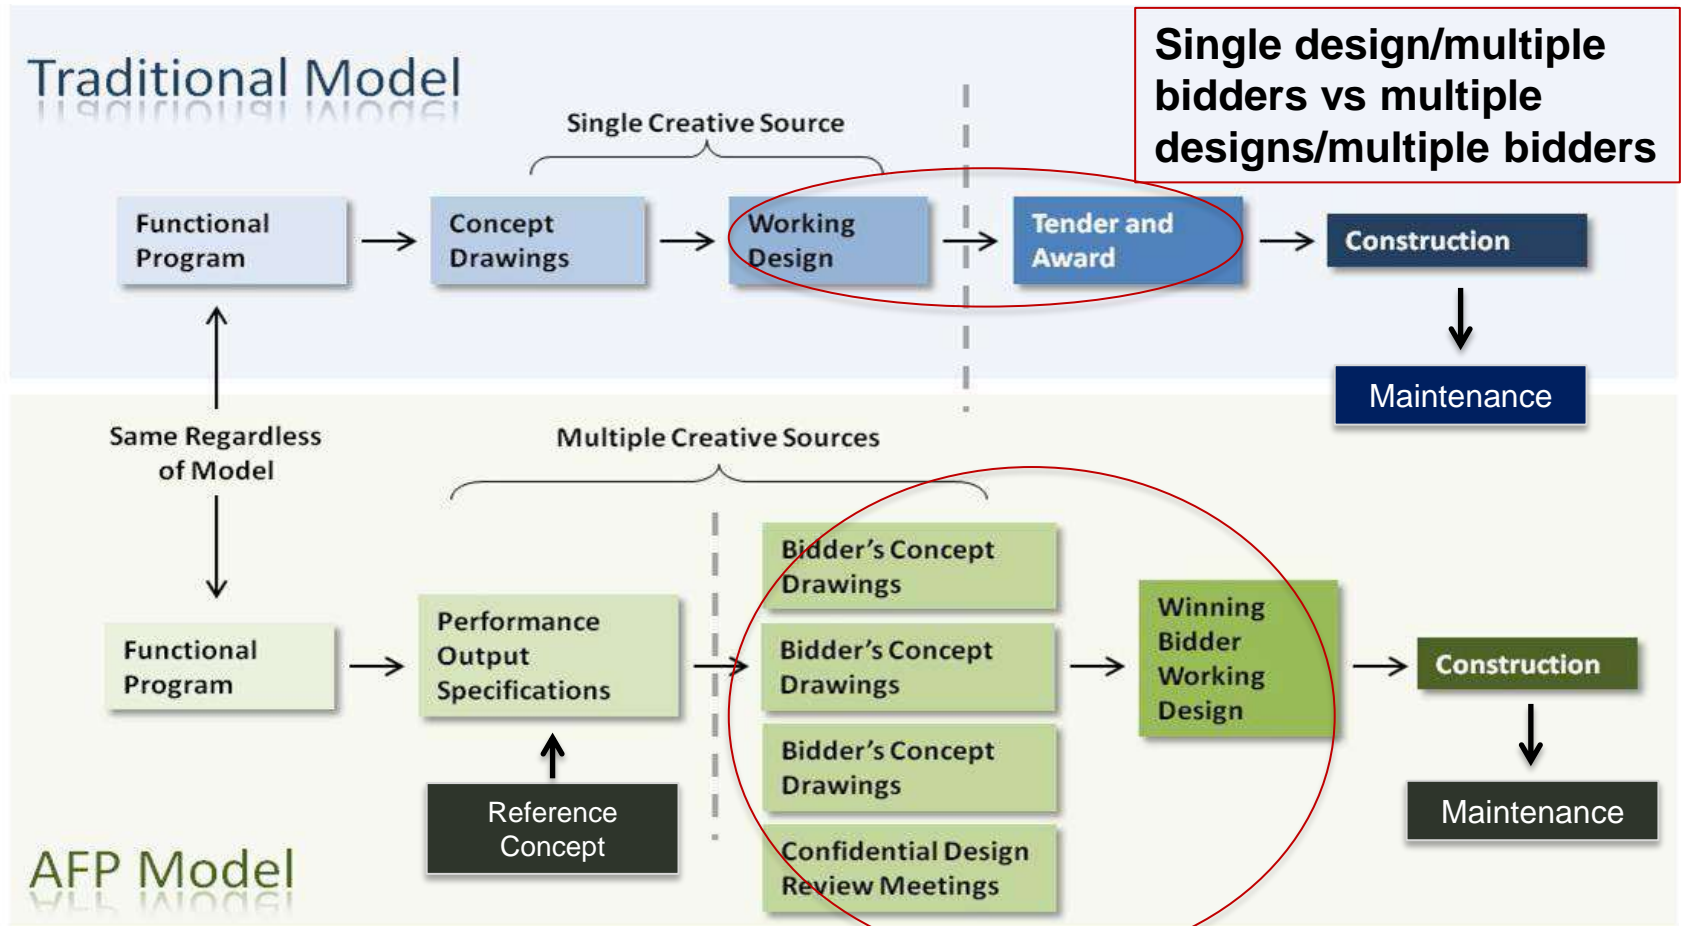 Traditional Model
Single design/multiple
bidders vs multiple
designs/multiple bidders
Single Creative Source
Functional
Program
Concept
Drawings
Working
Design
Tender and
Award
Construction
Maintenance
Same Regardless
of Model
Multiple Creative Sources
Functional
Program
Performance
Output
Specifications
Reference
Concept
Bidder's Concept
Drawings
Bidder's Concept
Drawings
Bidder's Concept
Drawings
Confidential Design
Review Meetings
Winning
Bidder
Working
Design
Construction
Maintenance
AFP Model